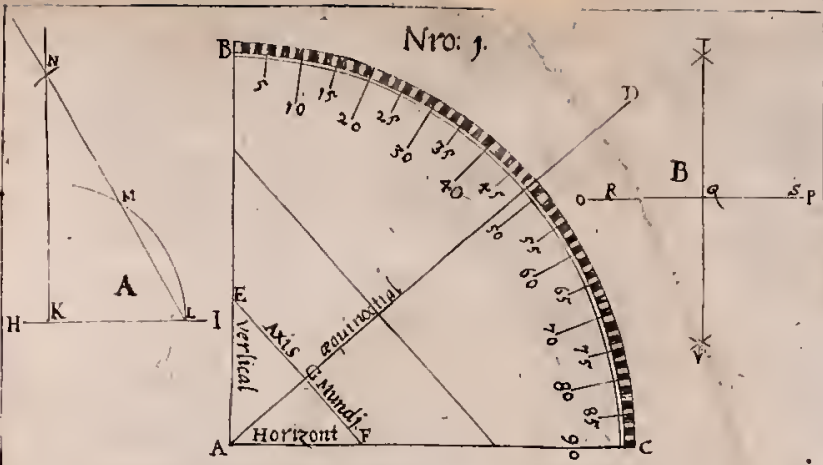 Nro: 1.
N
M
A
H K L I
B
5 10 15 20 25 30 35 40 45 50 55 60 65 70 75 80 85 90
D
E
Vertical
Axis Mundj.
G
Æquinoctial
A Horizont F C
T
B
O R Q S P
V